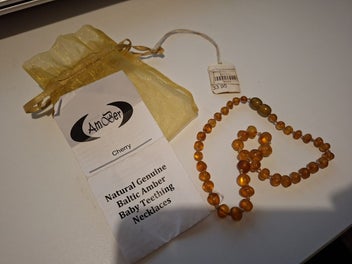 AmBer
Cherry
Natural Genuine
Baltic Amber
Baby Teething
Necklaces